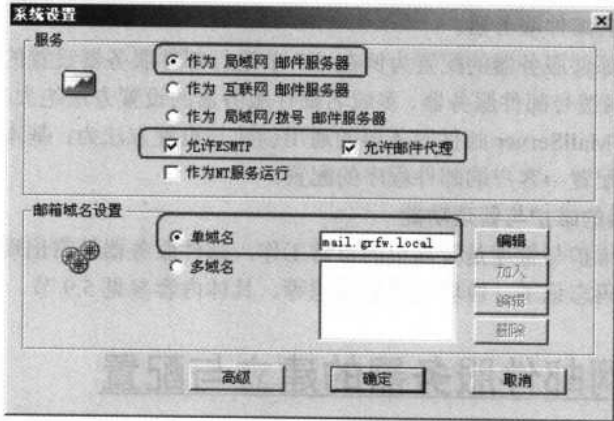 系统设置
服务
作为 局域网 邮件服务器
作为 互联网 邮件服务器
作为 局域网/拨号 邮件服务器
允许ESMTP 允许邮件代理
作为NT服务运行
邮箱域名设置
单域名 mail.grfw.local 编辑
多域名 加入
编辑
删除
高级 确定 取消